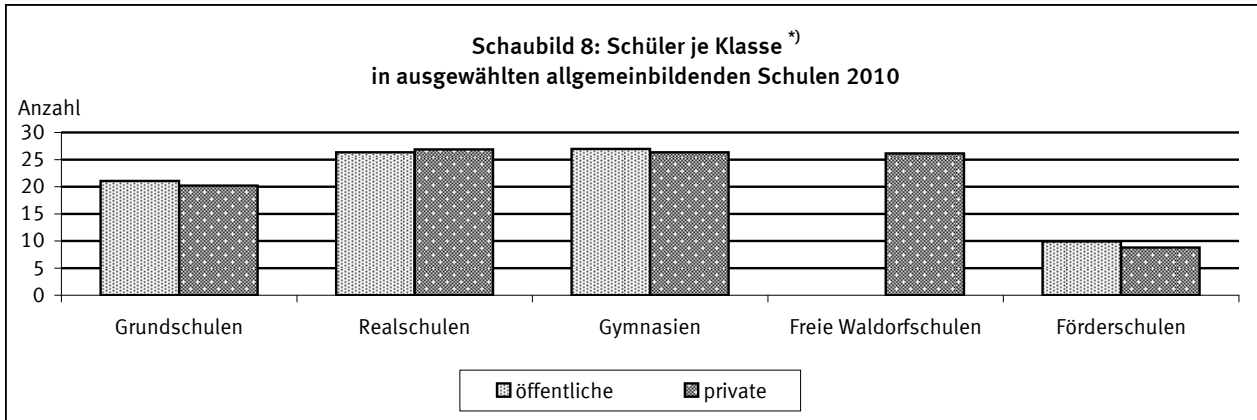 Schaubild 8: Schüler je Klasse *)
in ausgewählten allgemeinbildenden Schulen 2010
Anzahl
30
25
20
15
10
5
0
Grundschulen Realschulen Gymnasien Freie Waldorfschulen Förderschulen
öffentliche private